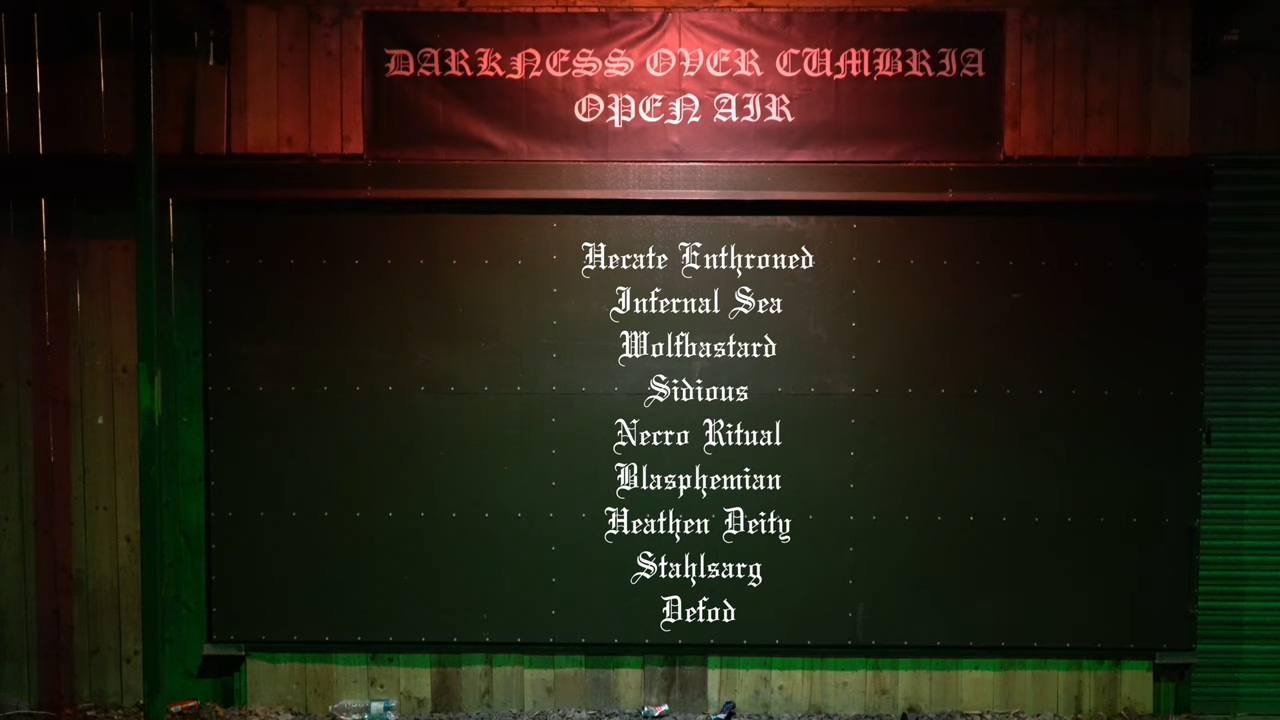 DARKNESS OVER CUMBRIA
OPEN AIR
Hecate Enthroned
Infernal Sea
Wolfbastard
Sidious
Necro Ritual
Blasphemian
Heathen Deity
Stahlsarg
Defod